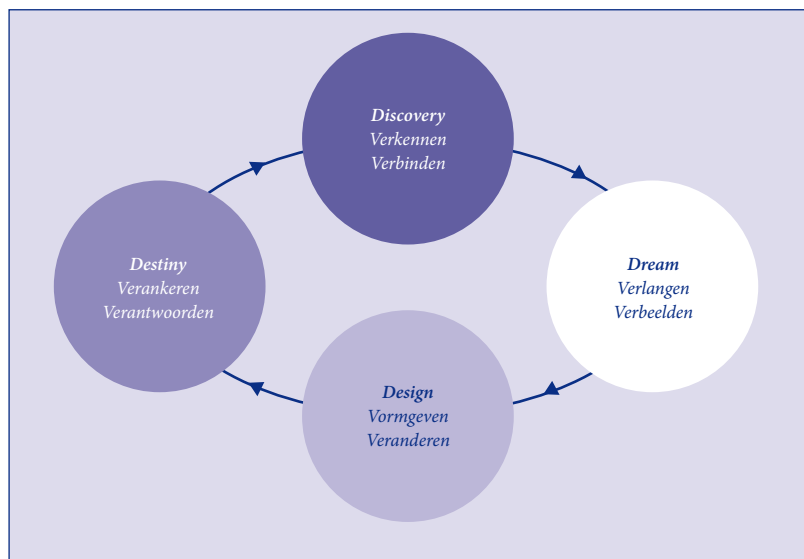 Discovery
Verkennen
Verbinden
Dream
Verlangen
Verbeelden
Design
Vormgeven
Veranderen
Destiny
Verankeren
Verantwoorden